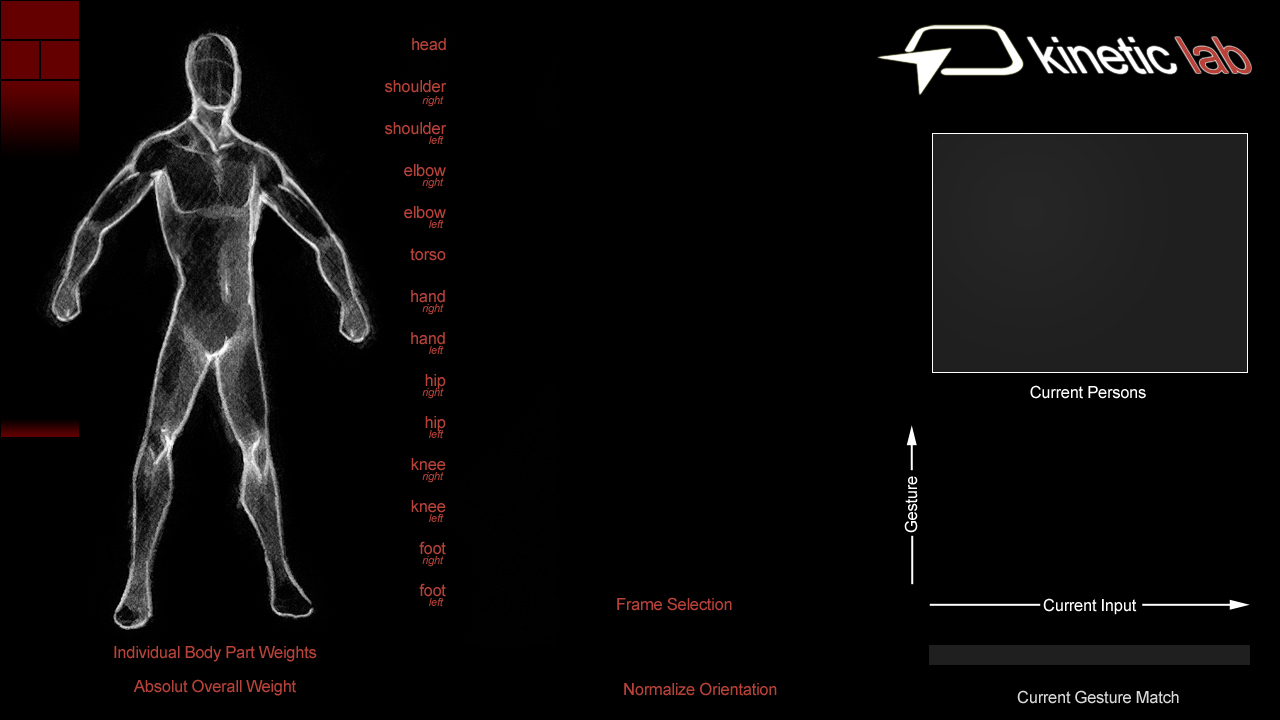 head
shoulder
right
shoulder
left
elbow
right
elbow
left
torso
hand
right
hand
left
hip
right
hip
left
knee
right
knee
left
foot
right
foot
left
Individual Body Part Weights
Absolut Overall Weight
Frame Selection
Normalize Orientation
kinetic lab
Current Persons
Gesture
Current Input
Current Gesture Match